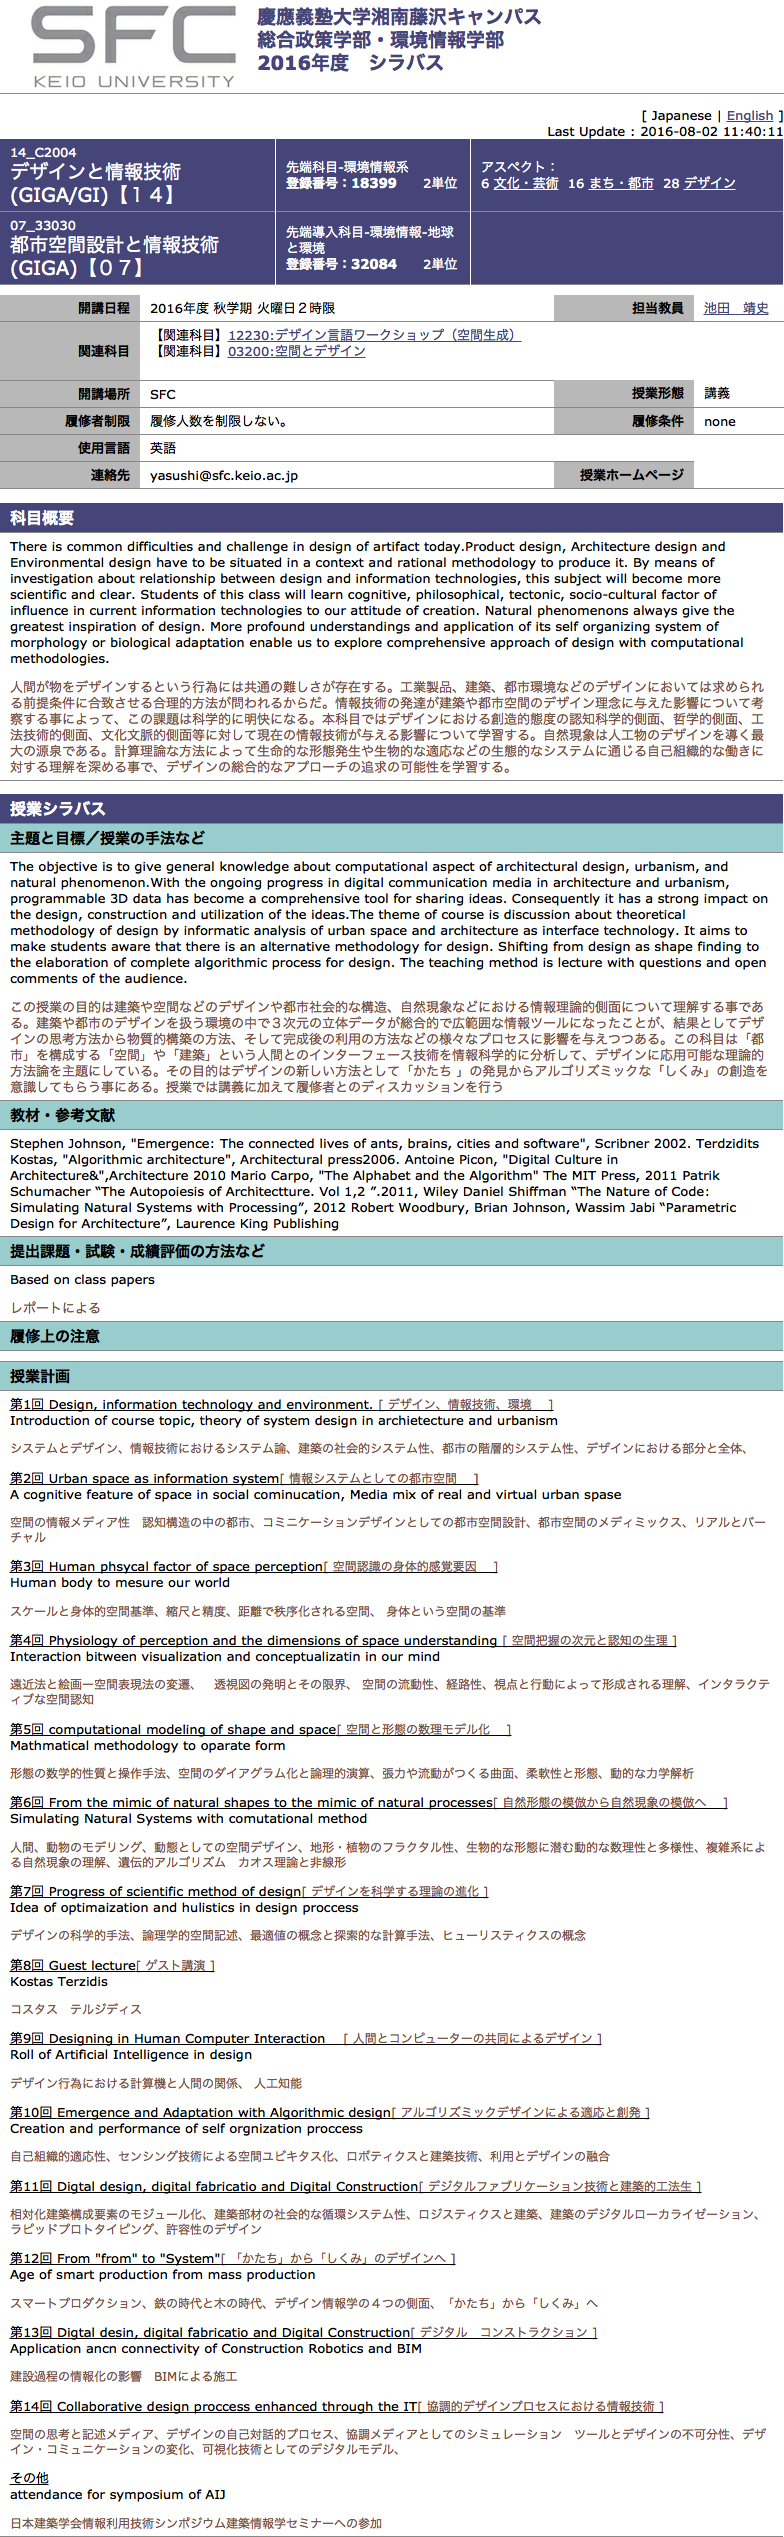 SFC
KEIO UNIVERSITY
慶應義塾大学湘南藤沢キャンパス
総合政策学部・環境情報学部
2016年度　シラバス
[ Japanese | English ]
Last Update : 2016-08-02 11:40:11
14_C2004
デザインと情報技術
(GIGA/GI)【１４】
先端科目-環境情報系
登録番号：18399　2単位
アスペクト：
6 文化・芸術 16 まち・都市 28 デザイン
07_33030
都市空間設計と情報技術
(GIGA)【０７】
先端導入科目-環境情報-地球
と環境
登録番号：32084　2単位
開講日程 2016年度 秋学期 火曜日２時限 担当教員 池田　靖史
関連科目
【関連科目】12230:デザイン言語ワークショップ（空間生成）
【関連科目】03200:空間とデザイン
開講場所 SFC 授業形態 講義
履修者制限 履修人数を制限しない。 履修条件 none
使用言語 英語
連絡先 yasushi@sfc.keio.ac.jp 授業ホームページ
科目概要
There is common difficulties and challenge in design of artifact today.Product design, Architecture design and
Environmental design have to be situated in a context and rational methodology to produce it. By means of
investigation about relationship between design and information technologies, this subject will become more
scientific and clear. Students of this class will learn cognitive, philosophical, tectonic, socio-cultural factor of
influence in current information technologies to our attitude of creation. Natural phenomenons always give the
greatest inspiration of design. More profound understandings and application of its self organizing system of
morphology or biological adaptation enable us to explore comprehensive approach of design with computational
methodologies.
人間が物をデザインするという行為には共通の難しさが存在する。工業製品、建築、都市環境などのデザインにおいては求められ
る前提条件に合致させる合理的方法が問われるからだ。情報技術の発達が建築や都市空間のデザイン理念に与えた影響について考
察する事によって、この課題は科学的に明快になる。本科目ではデザインにおける創造的態度の認知科学的側面、哲学的側面、工
法技術的側面、文化文脈的側面等に対して現在の情報技術が与える影響について学習する。自然現象は人工物のデザインを導く最
大の源泉である。計算理論な方法によって生命的な形態発生や生物的な適応などの生態的なシステムに通じる自己組織的な働きに
対する理解を深める事で、デザインの総合的なアプローチの追求の可能性を学習する。
授業シラバス
主題と目標／授業の手法など
The objective is to give general knowledge about computational aspect of architectural design, urbanism, and
natural phenomenon.With the ongoing progress in digital communication media in architecture and urbanism,
programmable 3D data has become a comprehensive tool for sharing ideas. Consequently it has a strong impact on
the design, construction and utilization of the ideas.The theme of course is discussion about theoretical
methodology of design by informatic analysis of urban space and architecture as interface technology. It aims to
make students aware that there is an alternative methodology for design. Shifting from design as shape finding to
the elaboration of complete algorithmic process for design. The teaching method is lecture with questions and open
comments of the audience.
この授業の目的は建築や空間などのデザインや都市社会的な構造、自然現象などにおける情報理論的側面について理解する事であ
る。建築や都市のデザインを扱う環境の中で３次元の立体データが総合的で広範囲な情報ツールになったことが、結果としてデザ
インの思考方法から物質的構築の方法、そして完成後の利用の方法などの様々なプロセスに影響を与えつつある。この科目は「都
市」を構成する「空間」や「建築」という人間とのインターフェース技術を情報科学的に分析して、デザインに応用可能な理論的
方法論を主題にしている。その目的はデザインの新しい方法として「かたち 」の発見からアルゴリズミックな「しくみ」の創造を
意識してもらう事にある。授業では講義に加えて履修者とのディスカッションを行う
教材・参考文献
Stephen Johnson, "Emergence: The connected lives of ants, brains, cities and software", Scribner 2002. Terdzidits
Kostas, "Algorithmic architecture", Architectural press2006. Antoine Picon, "Digital Culture in
Architecture&",Architecture 2010 Mario Carpo, "The Alphabet and the Algorithm" The MIT Press, 2011 Patrik
Schumacher “The Autopoiesis of Architectture. Vol 1,2 ”.2011, Wiley Daniel Shiffman “The Nature of Code:
Simulating Natural Systems with Processing”, 2012 Robert Woodbury, Brian Johnson, Wassim Jabi “Parametric
Design for Architecture”, Laurence King Publishing
提出課題・試験・成績評価の方法など
Based on class papers
レポートによる
履修上の注意
授業計画
第1回 Design, information technology and environment. [ デザイン、情報技術、環境　 ]
Introduction of course topic, theory of system design in archietecture and urbanism
システムとデザイン、情報技術におけるシステム論、建築の社会的システム性、都市の階層的システム性、デザインにおける部分と全体、
第2回 Urban space as information system[ 情報システムとしての都市空間　 ]
A cognitive feature of space in social cominucation, Media mix of real and virtual urban spase
空間の情報メディア性　認知構造の中の都市、コミニケーションデザインとしての都市空間設計、都市空間のメディミックス、リアルとバー
チャル
第3回 Human phsycal factor of space perception[ 空間認識の身体的感覚要因　 ]
Human body to mesure our world
スケールと身体的空間基準、縮尺と精度、距離で秩序化される空間、 身体という空間の基準
第4回 Physiology of perception and the dimensions of space understanding [ 空間把握の次元と認知の生理 ]
Interaction bitween visualization and conceptualizatin in our mind
遠近法と絵画ー空間表現法の変遷、　透視図の発明とその限界、 空間の流動性、経路性、視点と行動によって形成される理解、インタラクテ
ィブな空間認知
第5回 computational modeling of shape and space[ 空間と形態の数理モデル化　 ]
Mathmatical methodology to oparate form
形態の数学的性質と操作手法、空間のダイアグラム化と論理的演算、張力や流動がつくる曲面、柔軟性と形態、動的な力学解析
第6回 From the mimic of natural shapes to the mimic of natural processes[ 自然形態の模倣から自然現象の模倣へ　 ]
Simulating Natural Systems with comutational method
人間、動物のモデリング、動態としての空間デザイン、地形・植物のフラクタル性、生物的な形態に潜む動的な数理性と多様性、複雑系によ
る自然現象の理解、遺伝的アルゴリズム　カオス理論と非線形
第7回 Progress of scientific method of design[ デザインを科学する理論の進化 ]
Idea of optimaization and hulistics in design proccess
デザインの科学的手法、論理学的空間記述、最適値の概念と探索的な計算手法、ヒューリスティクスの概念
第8回 Guest lecture[ ゲスト講演 ]
Kostas Terzidis
コスタス　テルジディス
第9回 Designing in Human Computer Interaction　 [ 人間とコンピューターの共同によるデザイン ]
Roll of Artificial Intelligence in design
デザイン行為における計算機と人間の関係、 人工知能
第10回 Emergence and Adaptation with Algorithmic design[ アルゴリズミックデザインによる適応と創発 ]
Creation and performance of self orgnization proccess
自己組織的適応性、センシング技術による空間ユビキタス化、ロボティクスと建築技術、利用とデザインの融合
第11回 Digtal design, digital fabricatio and Digital Construction[ デジタルファブリケーション技術と建築的工法生 ]
相対化建築構成要素のモジュール化、建築部材の社会的な循環システム性、ロジスティクスと建築、建築のデジタルローカライゼーション、
ラピッドプロトタイピング、許容性のデザイン
第12回 From "from" to "System"[ 「かたち」から「しくみ」のデザインへ ]
Age of smart production from mass production
スマートプロダクション、鉄の時代と木の時代、デザイン情報学の４つの側面、「かたち」から「しくみ」へ
第13回 Digtal desin, digital fabricatio and Digital Construction[ デジタル　コンストラクション ]
Application ancn connectivity of Construction Robotics and BIM
建設過程の情報化の影響　BIMによる施工
第14回 Collaborative design proccess enhanced through the IT[ 協調的デザインプロセスにおける情報技術 ]
空間の思考と記述メディア、デザインの自己対話的プロセス、協調メディアとしてのシミュレーション　ツールとデザインの不可分性、デザ
イン・コミュニケーションの変化、可視化技術としてのデジタルモデル、
その他
attendance for symposium of AIJ
日本建築学会情報利用技術シンポジウム建築情報学セミナーへの参加